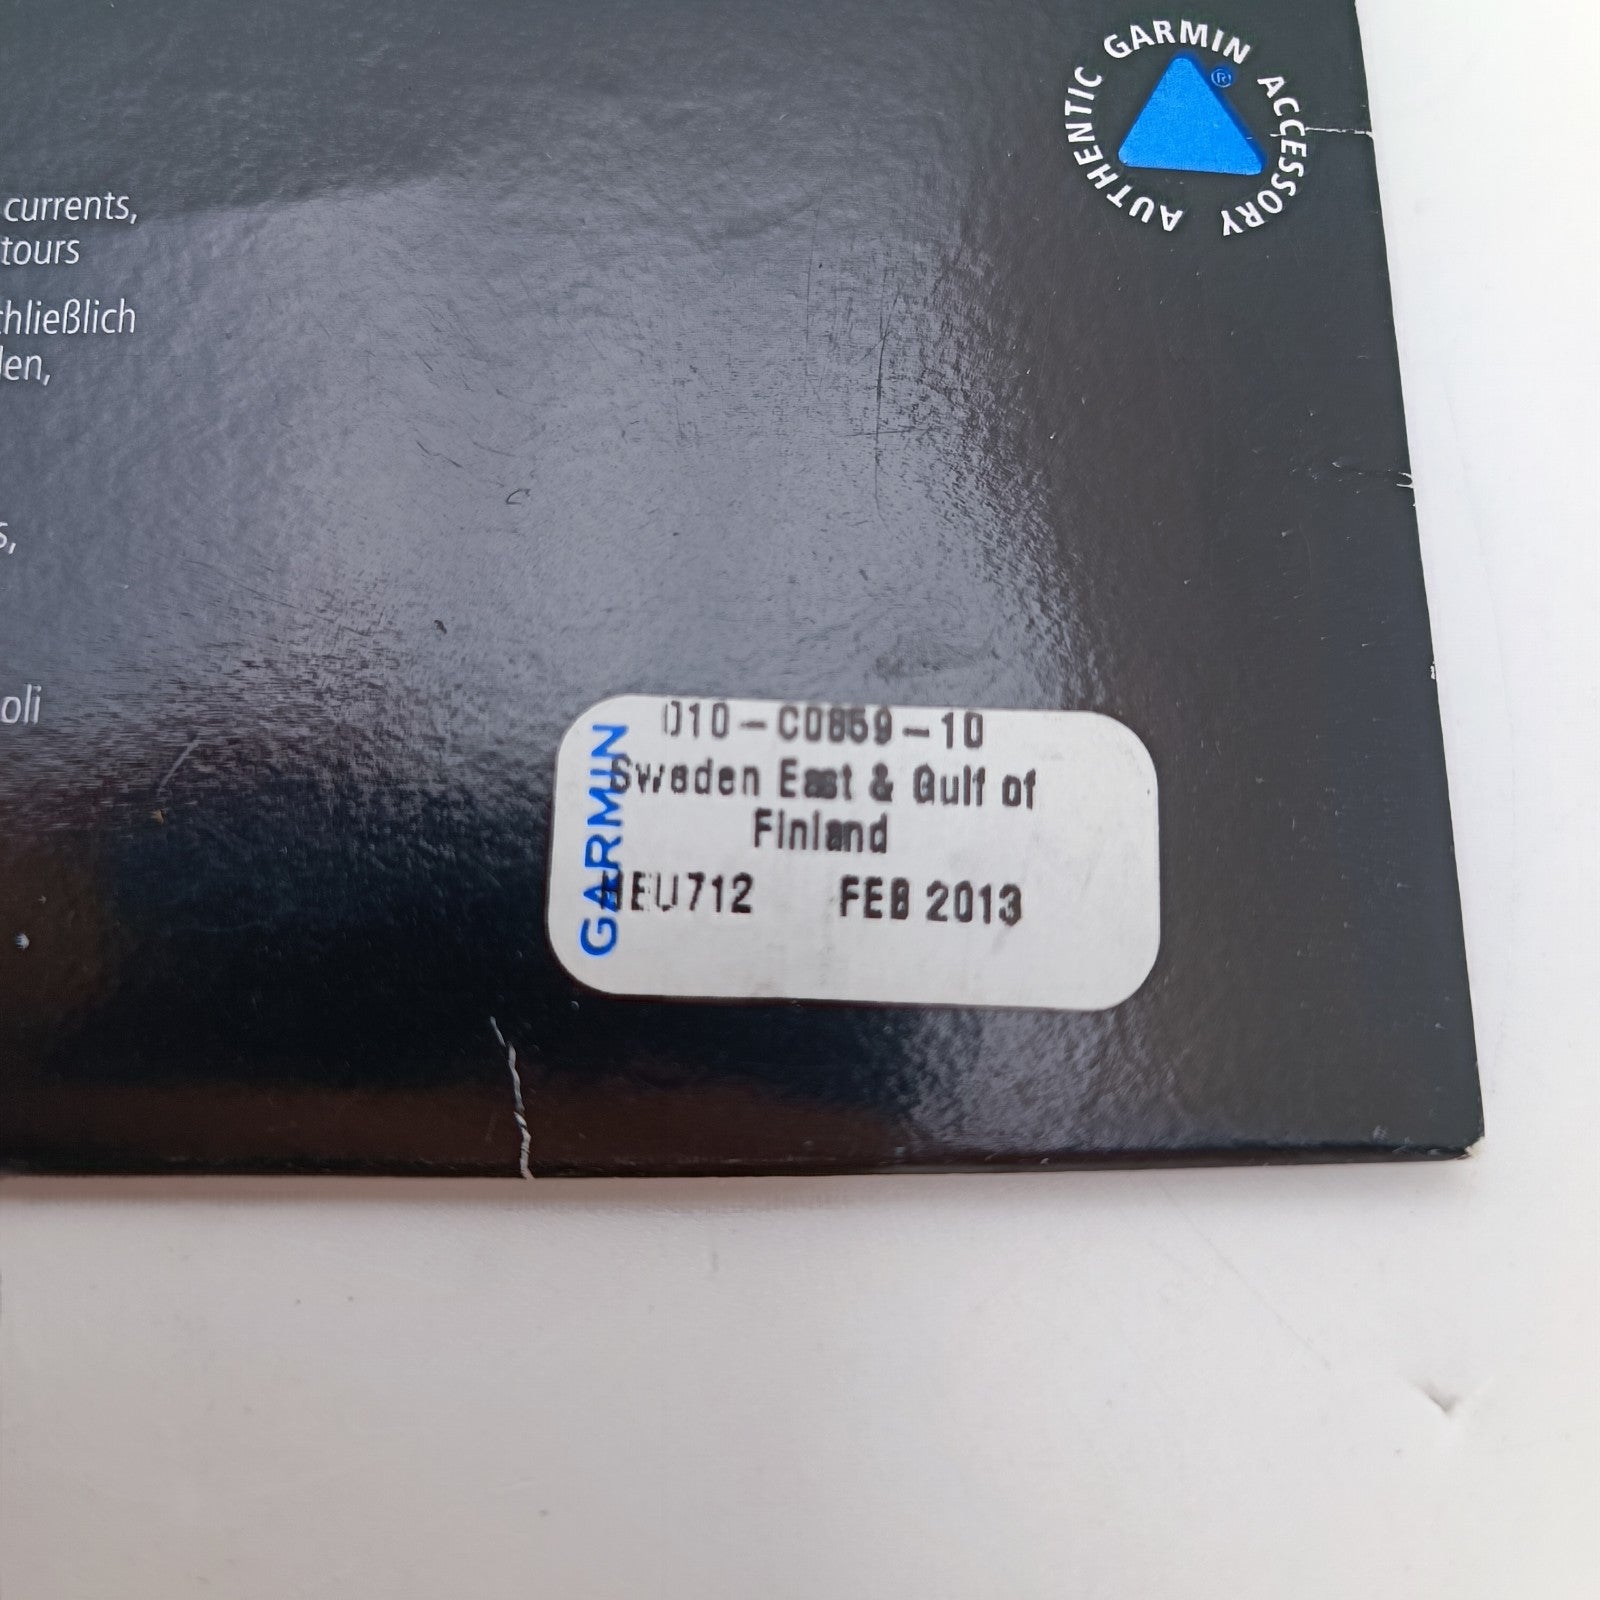 AUTHENTIC GARMIN ACCESSORY
®
currents,
tours
chließlich
len,
s,
oli
GARMIN
010-C0859-10
Sweden East & Gulf of
Finland
HEU712 FEB 2013